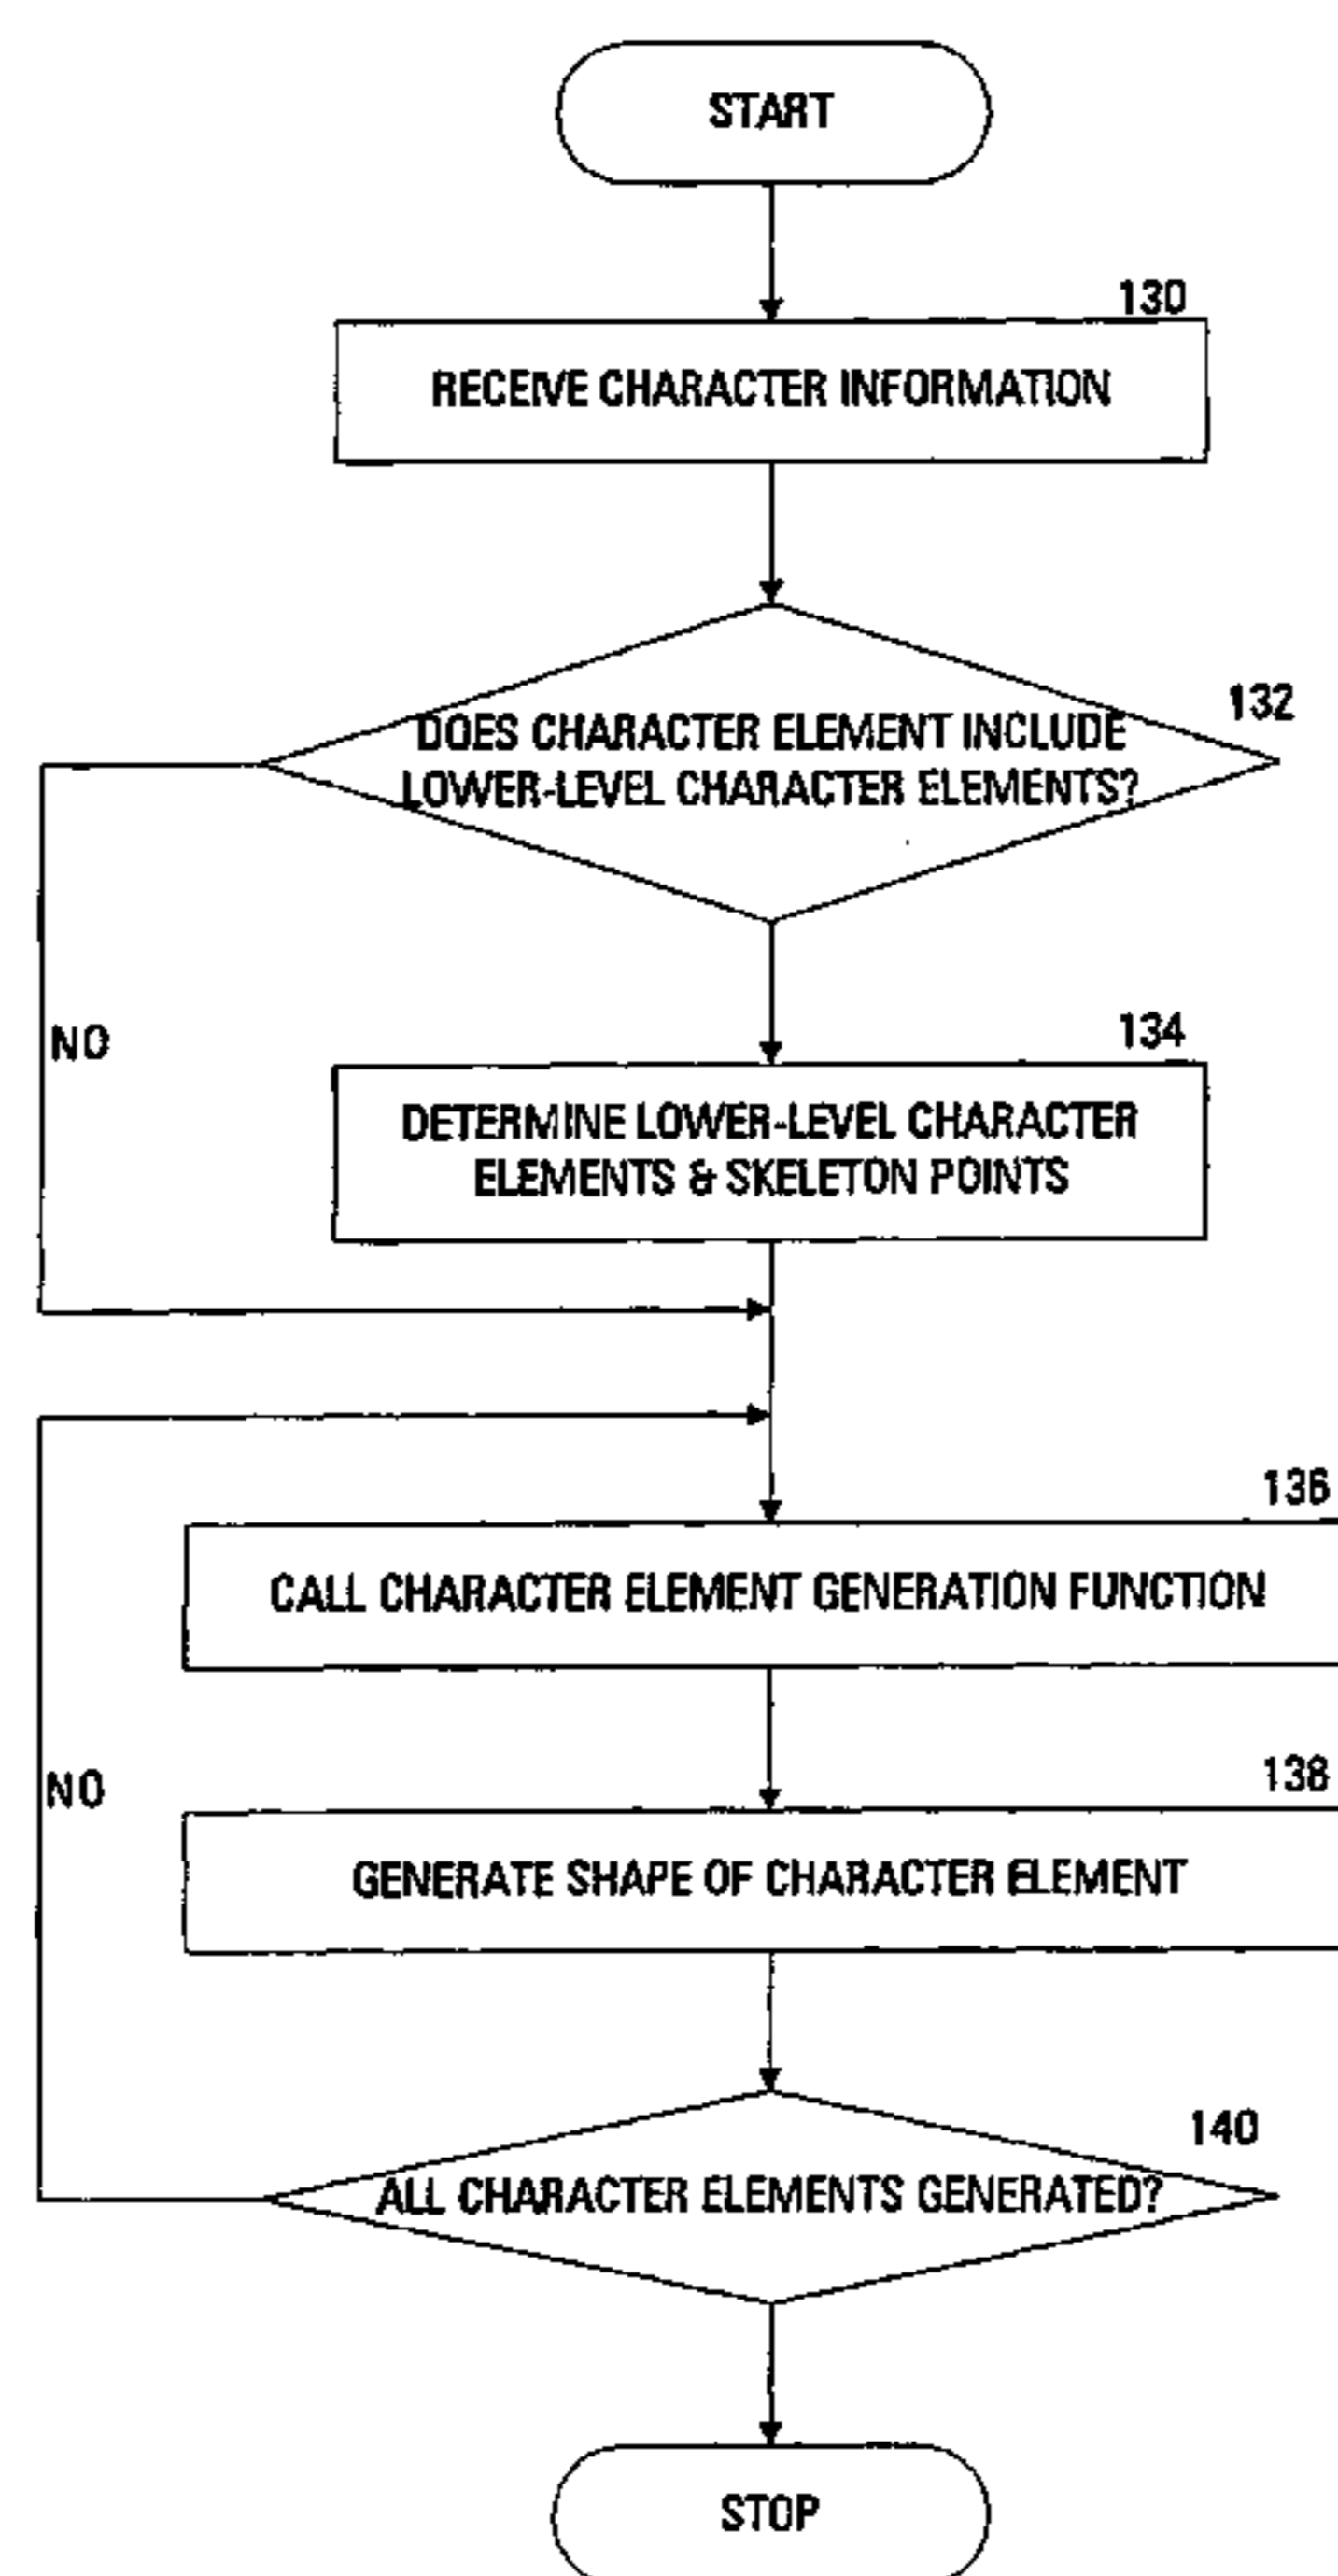 START
130
RECEIVE CHARACTER INFORMATION
132
DOES CHARACTER ELEMENT INCLUDE
LOWER-LEVEL CHARACTER ELEMENTS?
NO
134
DETERMINE LOWER-LEVEL CHARACTER
ELEMENTS & SKELETON POINTS
136
CALL CHARACTER ELEMENT GENERATION FUNCTION
NO
138
GENERATE SHAPE OF CHARACTER ELEMENT
140
ALL CHARACTER ELEMENTS GENERATED?
STOP